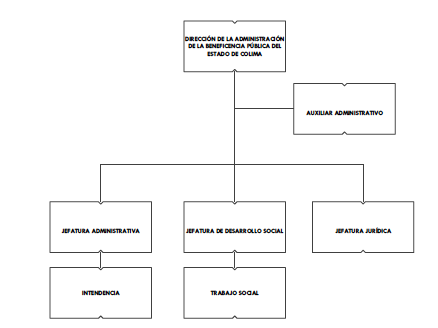 DIRECCIÓN DE LA ADMINISTRACIÓN
DE LA BENEFICENCIA PÚBLICA DEL
ESTADO DE COLIMA
AUXILIAR ADMINISTRATIVO
JEFATURA ADMINISTRATIVA
JEFATURA DE DESARROLLO SOCIAL
JEFATURA JURÍDICA
INTENDENCIA
TRABAJO SOCIAL